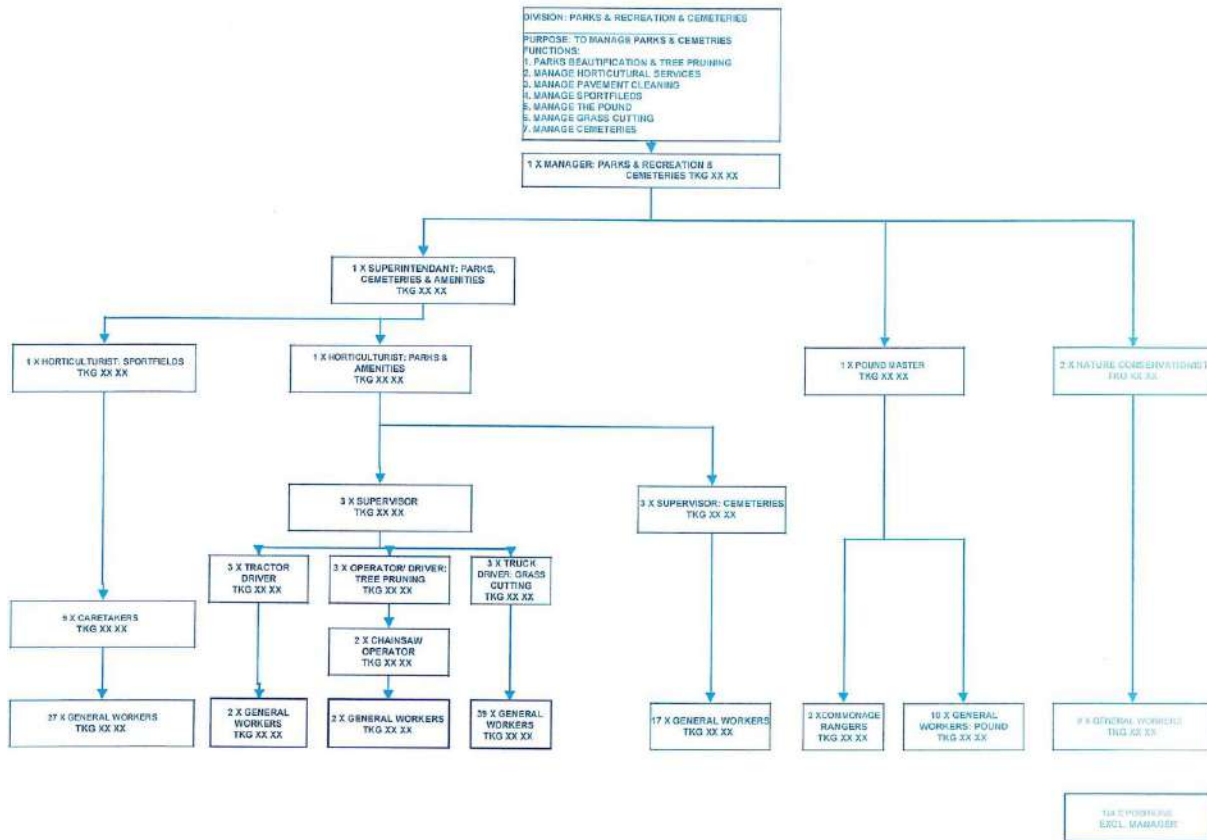 DIVISION: PARKS & RECREATION & CEMETERIES
PURPOSE: TO MANAGE PARKS & CEMETRIES
FUNCTIONS:
1. PARKS BEAUTIFICATION & TREE PRUINING
2. MANAGE HORTICUTURAL SERVICES
3. MANAGE PAVEMENT CLEANING
4. MANAGE SPORTFILEDS
5. MANAGE THE POUND
6. MANAGE GRASS CUTTING
7. MANAGE CEMETERIES
1 X MANAGER: PARKS & RECREATION &
CEMETERIES TKG XX XX
1 X SUPERINTENDANT: PARKS,
CEMETERIES & AMENITIES
TKG XX XX
1 X HORTICULTURIST: SPORTFIELDS
TKG XX XX
1 X HORTICULTURIST: PARKS &
AMENITIES
TKG XX XX
1 X POUND MASTER
TKG XX XX
2 X NATURE CONSERVATIONIST
TKG XX XX
3 X SUPERVISOR
TKG XX XX
3 X SUPERVISOR: CEMETERIES
TKG XX XX
3 X TRACTOR
DRIVER
TKG XX XX
3 X OPERATOR/ DRIVER:
TREE PRUNING
TKG XX XX
3 X TRUCK
DRIVER: GRASS
CUTTING
TKG XX XX
X CARETAKERS
TKG XX XX
2 X CHAINSAW
OPERATOR
TKG XX XX
27 X GENERAL WORKERS
TKG XX XX
2 X GENERAL
WORKERS
TKG XX XX
2 X GENERAL WORKERS
TKG XX XX
39 X GENERAL
WORKERS
TKG XX XX
17 X GENERAL WORKERS
TKG XX XX
XCOMMONAGE
RANGERS
TKG XX XX
10 X GENERAL
WORKERS: POUND
TKG XX XX
X GENERAL WORKERS
TKG XX XX
X POSITIONS
EXCL. MANAGER